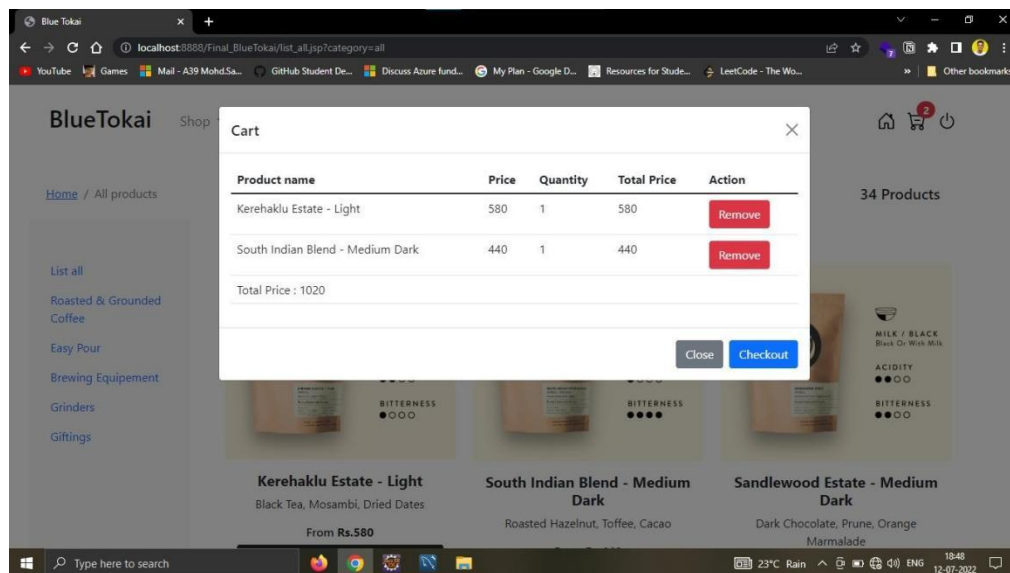 Blue Tokai
localhost:8888/Final_BlueTokai/list_all.jsp?category=all
YouTube Games Mail - A39 Mohd.Sa... GitHub Student De... Discuss Azure fund... My Plan - Google D... Resources for Stude... LeetCode - The Wo... » Other bookmarks
BlueTokai Shop
2
Cart
Home / All products
34 Products
Product name Price Quantity Total Price Action
Kerehaklu Estate - Light 580 1 580 Remove
South Indian Blend - Medium Dark 440 1 440 Remove
Total Price : 1020
Close Checkout
List all
Roasted & Grounded
Coffee
Easy Pour
Brewing Equipement
Grinders
Giftings
MILK / BLACK
Black Or With Milk
ACIDITY
BITTERNESS
BITTERNESS
BITTERNESS
Kerehaklu Estate - Light
Black Tea, Mosambi, Dried Dates
From Rs.580
South Indian Blend - Medium
Dark
Roasted Hazelnut, Toffee, Cacao
Sandlewood Estate - Medium
Dark
Dark Chocolate, Prune, Orange
Marmalade
Type here to search
23°C Rain ENG 18:48
12-07-2022